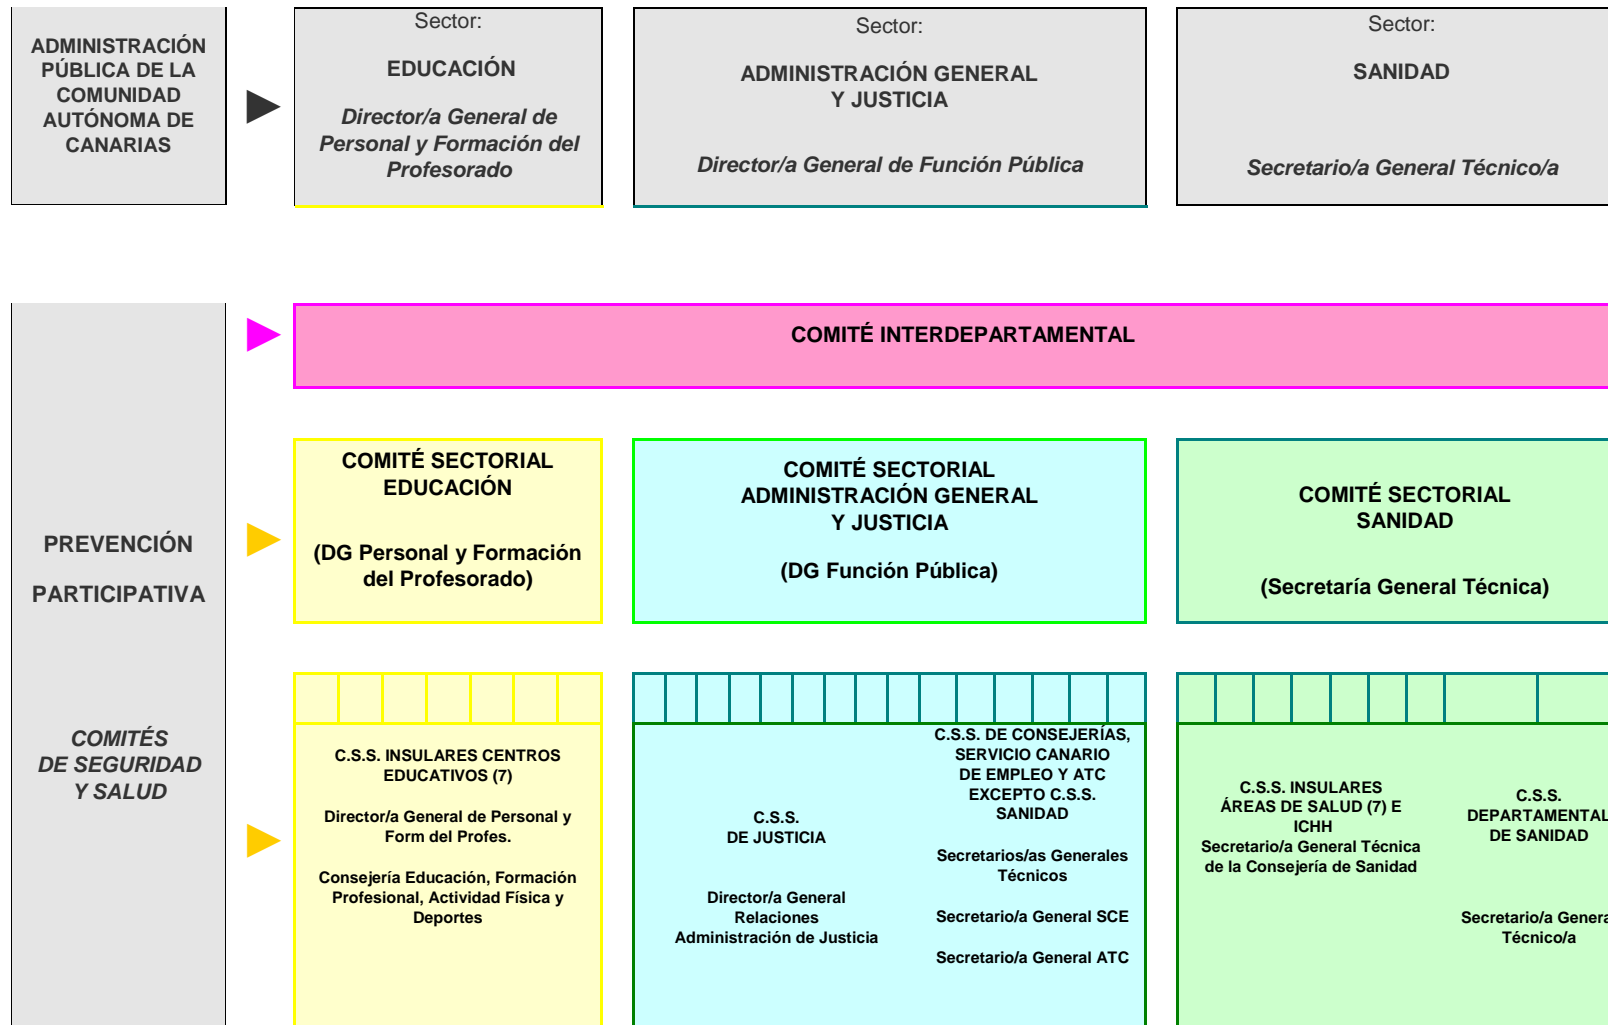 ADMINISTRACIÓN
PÚBLICA DE LA
COMUNIDAD
AUTÓNOMA DE
CANARIAS
Sector:
EDUCACIÓN
Director/a General de
Personal y Formación del
Profesorado
Sector:
ADMINISTRACIÓN GENERAL
Y JUSTICIA
Director/a General de Función Pública
Sector:
SANIDAD
Secretario/a General Técnico/a
PREVENCIÓN
PARTICIPATIVA
COMITÉS
DE SEGURIDAD
Y SALUD
COMITÉ INTERDEPARTAMENTAL
COMITÉ SECTORIAL
EDUCACIÓN
(DG Personal y Formación
del Profesorado)
COMITÉ SECTORIAL
ADMINISTRACIÓN GENERAL
Y JUSTICIA
(DG Función Pública)
COMITÉ SECTORIAL
SANIDAD
(Secretaría General Técnica)
C.S.S. INSULARES CENTROS
EDUCATIVOS (7)
Director/a General de Personal y
Form del Profes.
Consejería Educación, Formación
Profesional, Actividad Física y
Deportes
C.S.S.
DE JUSTICIA
Director/a General
Relaciones
Administración de Justicia
C.S.S. DE CONSEJERÍAS,
SERVICIO CANARIO
DE EMPLEO Y ATC
EXCEPTO C.S.S.
SANIDAD
Secretarios/as Generales
Técnicos
Secretario/a General SCE
Secretario/a General ATC
C.S.S. INSULARES
ÁREAS DE SALUD (7) E
ICHH
Secretario/a General Técnica
de la Consejería de Sanidad
C.S.S.
DEPARTAMENTAL
DE SANIDAD
Secretario/a Genera
Técnico/a